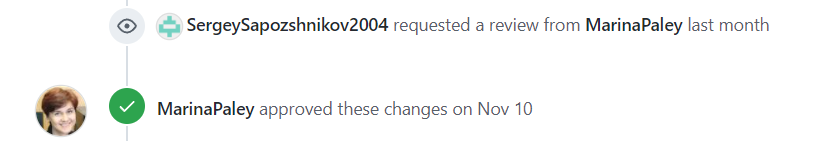 SergeySapozshnikov2004 requested a review from MarinaPaley last month
MarinaPaley approved these changes on Nov 10